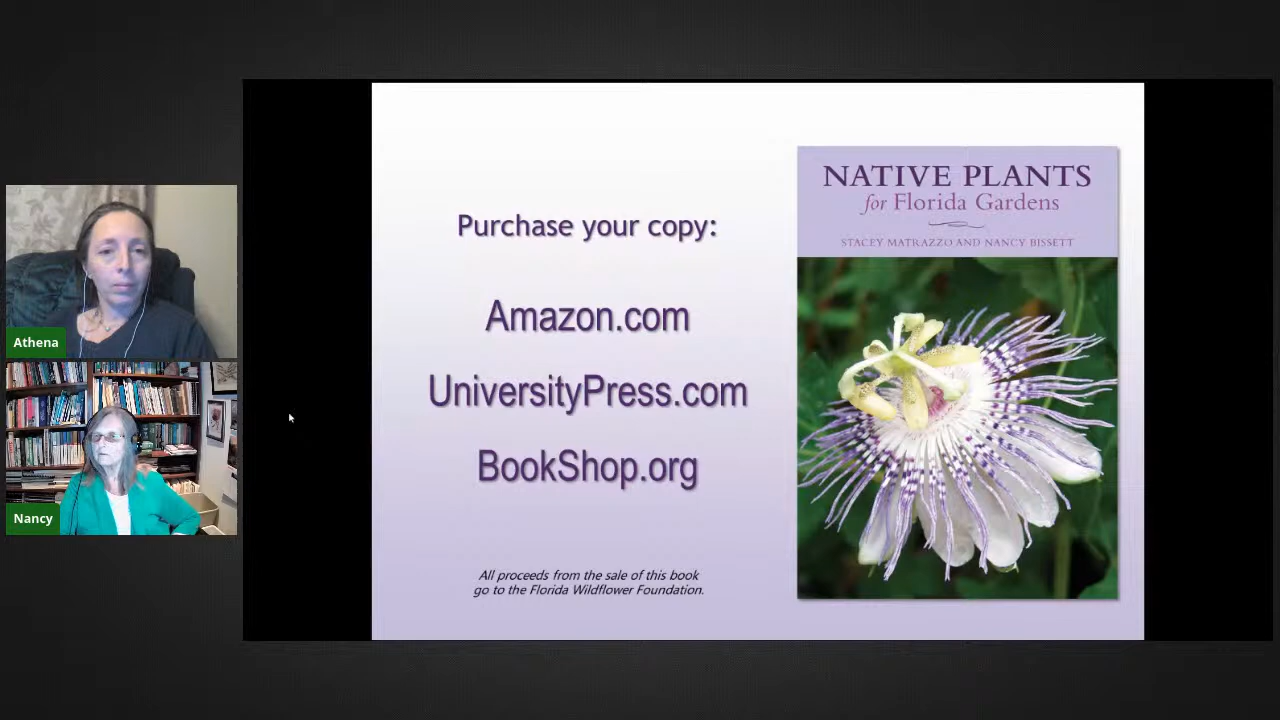 Athena
Nancy
Purchase your copy:
Amazon.com
UniversityPress.com
BookShop.org
All proceeds from the sale of this book
go to the Florida Wildflower Foundation.
NATIVE PLANTS
for Florida Gardens
STACEY MATRAZZO AND NANCY BISSETT